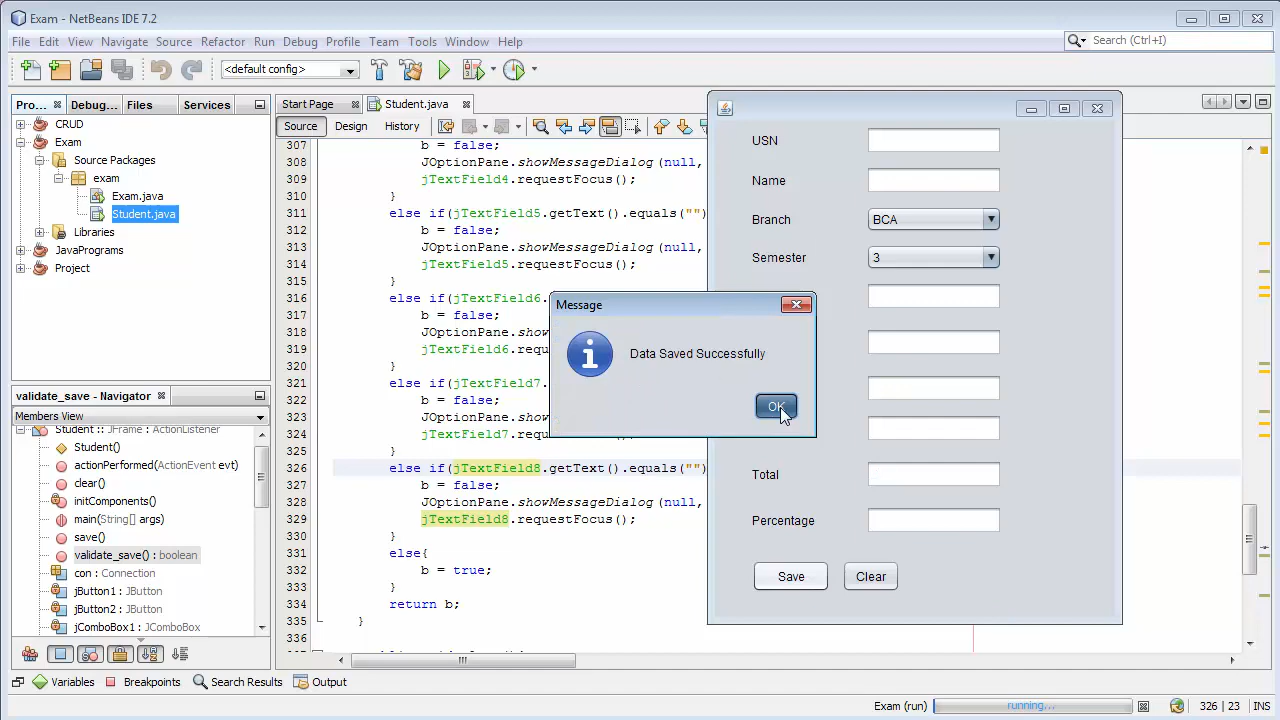 Exam - NetBeans IDE 7.2
File Edit View Navigate Source Refactor Run Debug Profile Team Tools Window Help
Search (Ctrl+I)
<default config>
Pro... Debug... Files Services
Start Page Student.java
Source Design History
CRUD
Exam
Source Packages
exam
Exam.java
Student.java
Libraries
JavaPrograms
Project
validate_save - Navigator
Members View
Student :: JFrame : ActionListener
Student()
actionPerformed(ActionEvent evt)
clear()
initComponents()
main(String[] args)
save()
validate_save() : boolean
con : Connection
jButton1 : JButton
jButton2 : JButton
jComboBox1 : JComboBox
307 b = false;
308 JOptionPane.showMessageDialog(null,
309 jTextField4.requestFocus();
310 }
311 else if(jTextField5.getText().equals("")
312 b = false;
313 JOptionPane.showMessageDialog(null,
314 jTextField5.requestFocus();
315 }
316 else if(jTextField6.
317 b = false;
318 JOptionPane.sho
319 jTextField6.requ
320 }
321 else if(jTextField7.
322 b = false;
323 JOptionPane.sho
324 jTextField7.requ
325 }
326 else if(jTextField8.getText().equals("")
327 b = false;
328 JOptionPane.showMessageDialog(null,
329 jTextField8.requestFocus();
330 }
331 else{
332 b = true;
333 }
334 return b;
335 }
336
USN
Name
Branch BCA
Semester 3
Total
Percentage
Save Clear
Message
Data Saved Successfully
OK
Variables Breakpoints Search Results Output
Exam (run) running... 326 | 23 INS